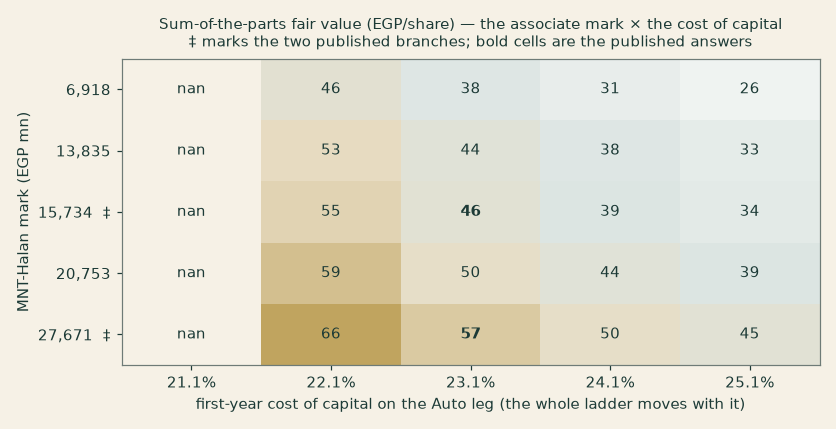 Sum-of-the-parts fair value (EGP/share) — the associate mark × the cost of capital
‡ marks the two published branches; bold cells are the published answers
MNT-Halan mark (EGP mn)
6,918 nan 46 38 31 26
13,835 nan 53 44 38 33
15,734 ‡ nan 55 46 39 34
20,753 nan 59 50 44 39
27,671 ‡ nan 66 57 50 45
21.1% 22.1% 23.1% 24.1% 25.1%
first-year cost of capital on the Auto leg (the whole ladder moves with it)